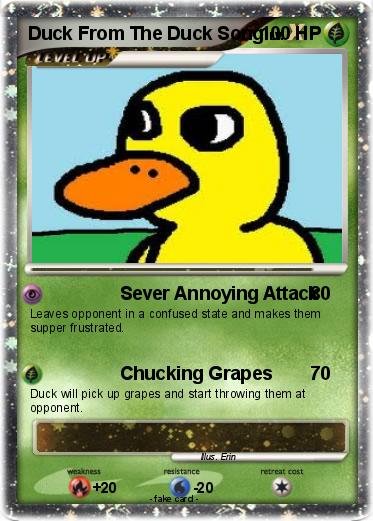 Duck From The Duck Song... 100 HP
LEVEL UP
Sever Annoying Attack 80
Leaves opponent in a confused state and makes them
supper frustrated.
Chucking Grapes 70
Duck will pick up grapes and start throwing them at
opponent.
Illus. Erin
weakness resistance retreat cost
+20 -20
- fake card -